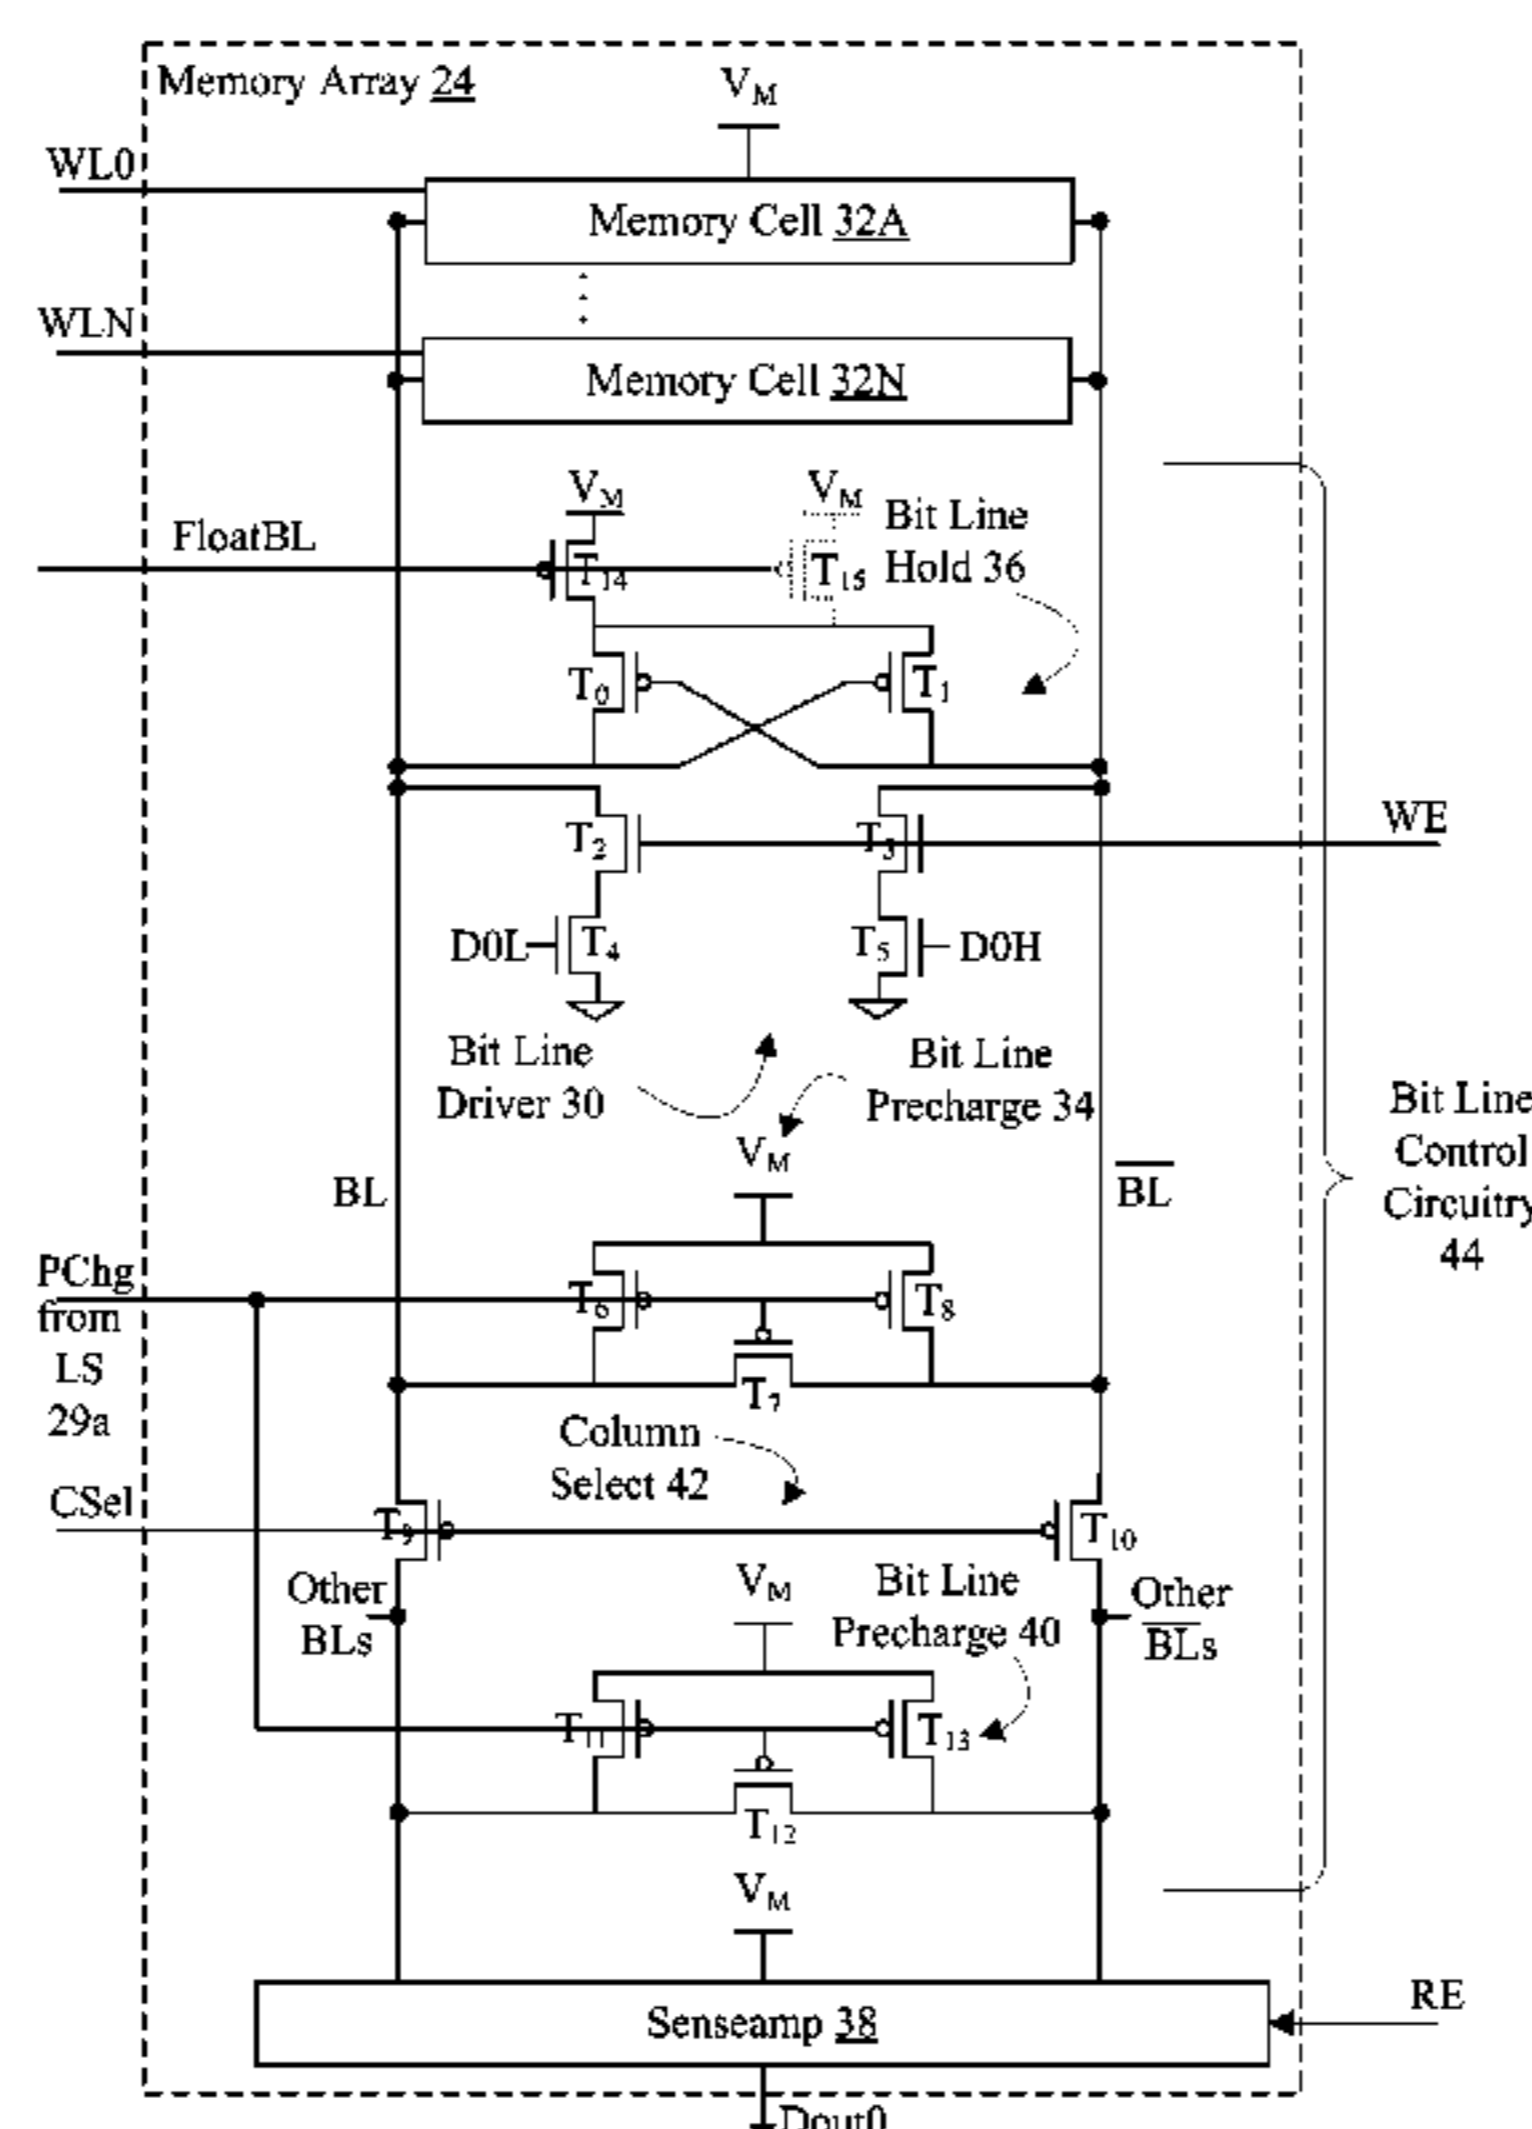 Memory Array 24
VM
WL0
Memory Cell 32A
WLN
Memory Cell 32N
VM
VM
Bit Line
Hold 36
FloatBL
T14
T15
T0
T1
WE
T2
T3
D0L
T4
T5
D0H
Bit Line
Driver 30
Bit Line
Precharge 34
VM
BL
BL
Bit Line
Control
Circuitry
44
PChg
from
LS
29a
T6
T8
T7
Column
Select 42
CSel
T9
T10
VM
Bit Line
Precharge 40
Other
BLs
Other
BLs
T11
T13
T12
VM
Senseamp 38
RE
Dout0